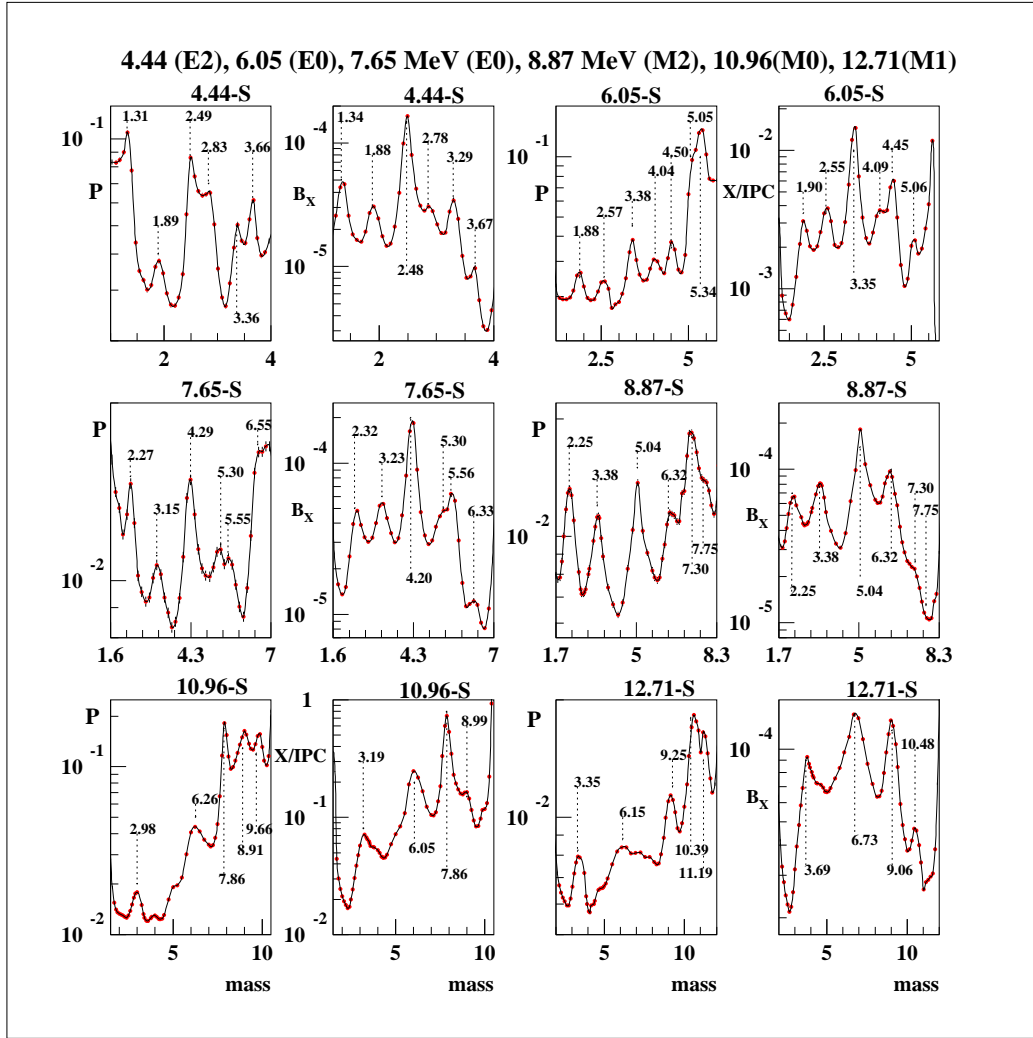 4.44 (E2), 6.05 (E0), 7.65 MeV (E0), 8.87 MeV (M2), 10.96(M0), 12.71(M1)
4.44-S
10 -1
P
1.31
1.89
2.49
2.83
3.36
3.66
2 4
4.44-S
10 -4
B X
10 -5
1.34
1.88
2.48
2.78
3.29
3.67
2 4
6.05-S
10 -1
P
1.88
2.57
3.38
4.04
4.50
5.05
5.34
2.5 5
6.05-S
10 -2
X/IPC
10 -3
1.90
2.55
3.35
4.09
4.45
5.06
2.5 5
7.65-S
P
10 -2
2.27
3.15
4.29
5.30
5.55
6.55
1.6 4.3 7
7.65-S
10 -4
B X
10 -5
2.32
3.23
4.20
5.30
5.56
6.33
1.6 4.3 7
8.87-S
P
10 -2
2.25
3.38
5.04
6.32
7.75
7.30
1.7 5 8.3
8.87-S
10 -4
B X
10 -5
2.25
3.38
5.04
6.32
7.30
7.75
1.7 5 8.3
10.96-S
P
10 -1
10 -2
2.98
6.26
7.86
8.91
9.66
5 10
mass
10.96-S
1
X/IPC
10 -1
10 -2
3.19
6.05
7.86
8.99
5 10
mass
12.71-S
P
10 -2
3.35
6.15
9.25
10.39
11.19
5 10
mass
12.71-S
10 -4
B X
3.69
6.73
9.06
10.48
5 10
mass